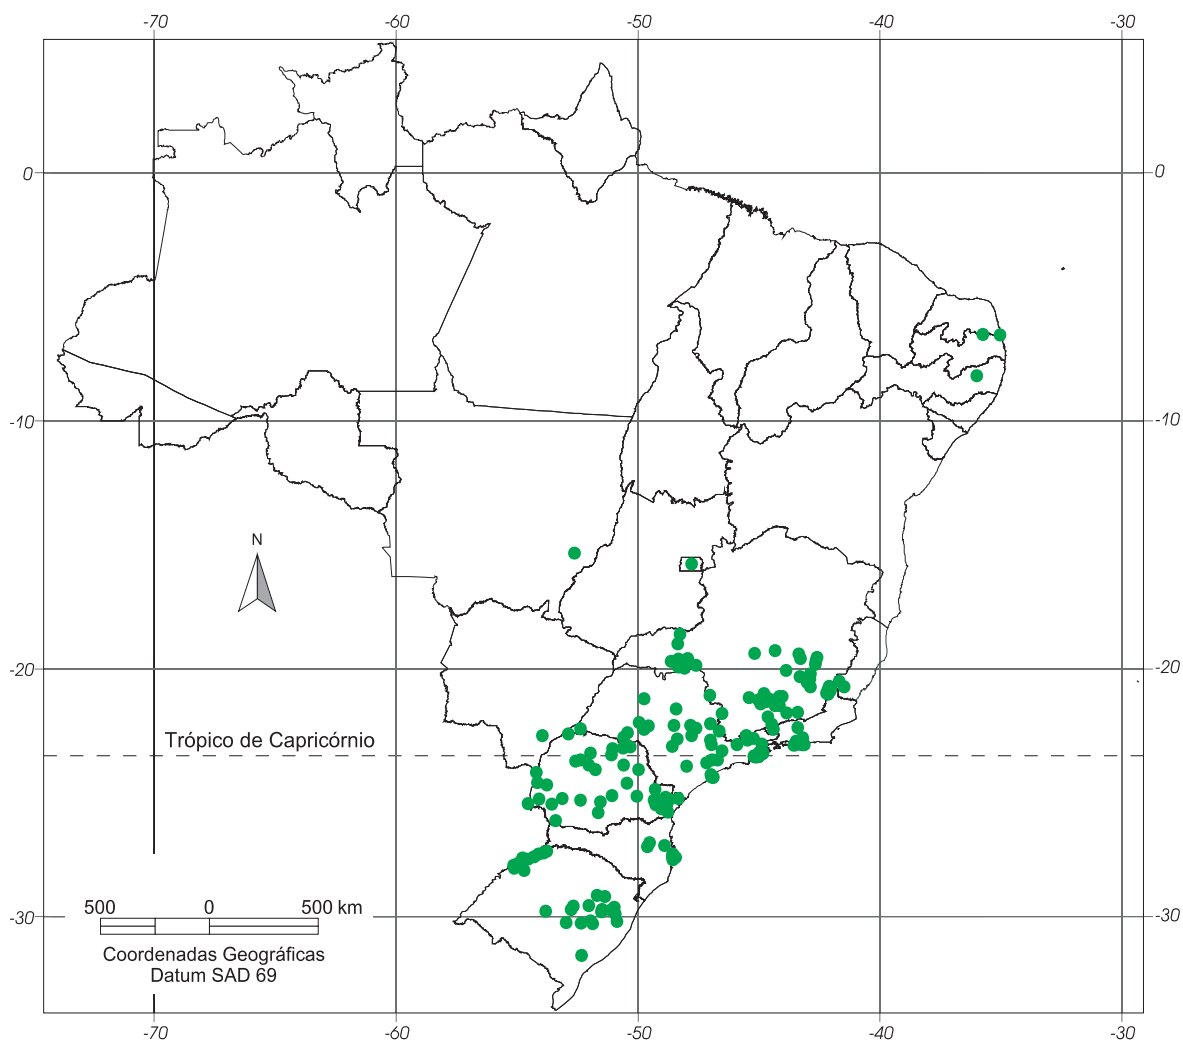 -70 -60 -50 -40 -30
0 0
-10 -10
N
-20 -20
Trópico de Capricórnio
500 0 500 km
-30 -30
Coordenadas Geográficas
Datum SAD 69
-70 -60 -50 -40 -30